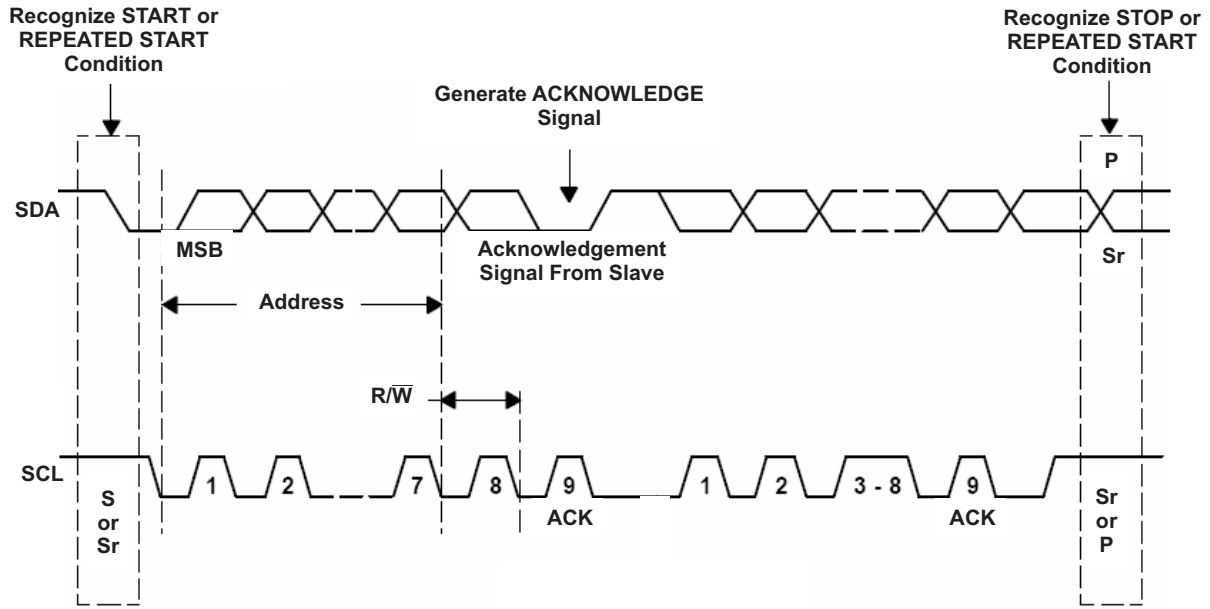 Recognize START or
REPEATED START
Condition
Recognize STOP or
REPEATED START
Condition
Generate ACKNOWLEDGE
Signal
P
SDA
MSB
Acknowledgement
Signal From Slave
Sr
Address
R/W̅
SCL
S
or
Sr
1
2
7
8
9
ACK
1
2
3 - 8
9
ACK
Sr
or
P